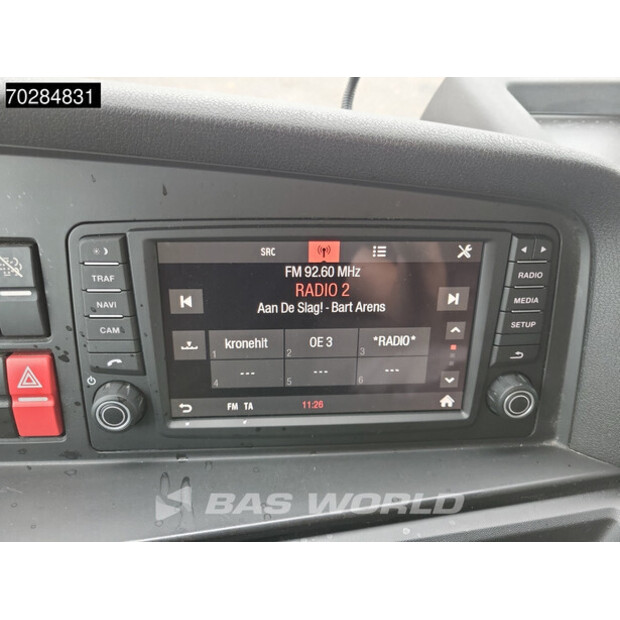 70284831
SRC
FM 92.60 MHz
RADIO 2
Aan De Slag! - Bart Arens
kronehit
1
OE 3
2
*RADIO*
3
---
4
---
5
---
6
FM TA
11:26
TRAF
NAVI
CAM
RADIO
MEDIA
SETUP
BAS WORLD